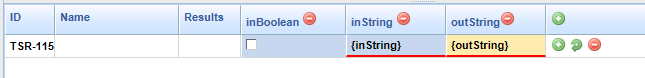 ID Name Results inBoolean inString outString
TSR-115 {inString} {outString}